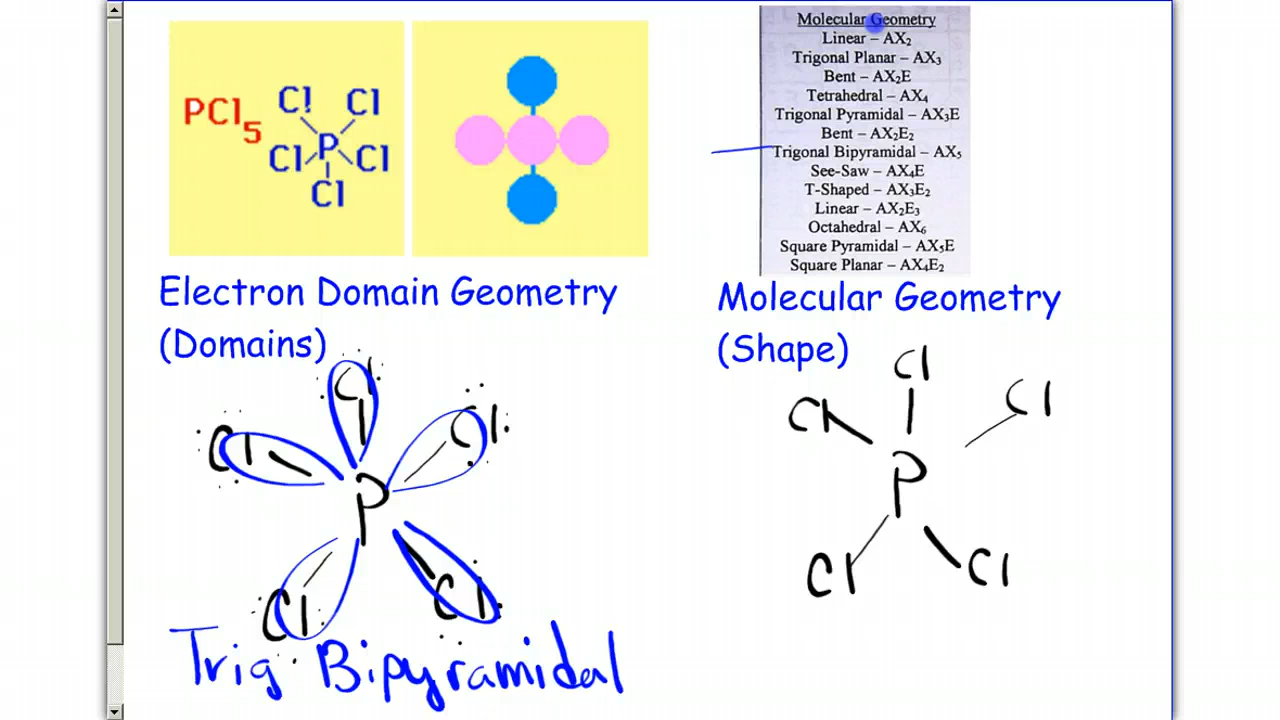 PCl5
Cl Cl
P
Cl Cl
Cl
Molecular Geometry
Linear – AX2
Trigonal Planar – AX3
Bent – AX2E
Tetrahedral – AX4
Trigonal Pyramidal – AX3E
Bent – AX2E2
Trigonal Bipyramidal – AX5
See-Saw – AX4E
T-Shaped – AX3E2
Linear – AX2E3
Octahedral – AX6
Square Pyramidal – AX5E
Square Planar – AX4E2
Electron Domain Geometry
(Domains)
Cl
Cl
Cl
P
Cl
Cl
Trig Bipyramidal
Molecular Geometry
(Shape)
Cl
Cl
Cl
P
Cl
Cl